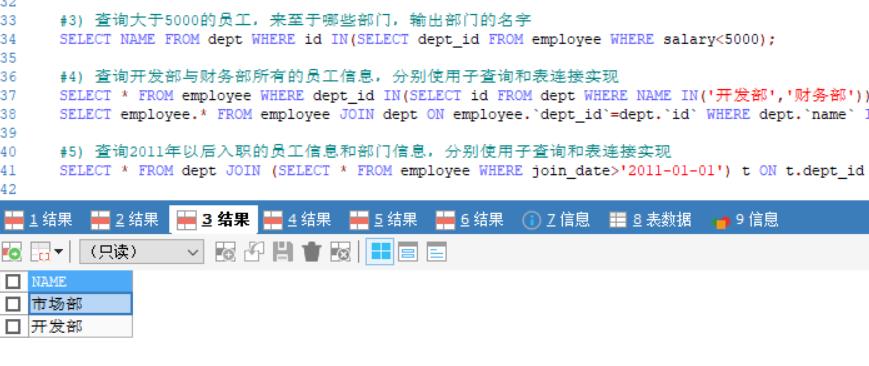 32
33 #3) 查询大于5000的员工，来至于哪些部门，输出部门的名字
34 SELECT NAME FROM dept WHERE id IN(SELECT dept_id FROM employee WHERE salary<5000);
35
36 #4) 查询开发部与财务部所有的员工信息，分别使用子查询和表连接实现
37 SELECT * FROM employee WHERE dept_id IN(SELECT id FROM dept WHERE NAME IN('开发部','财务部'))
38 SELECT employee.* FROM employee JOIN dept ON employee.`dept_id`=dept.`id` WHERE dept.`name`
39
40 #5) 查询2011年以后入职的员工信息和部门信息，分别使用子查询和表连接实现
41 SELECT * FROM dept JOIN (SELECT * FROM employee WHERE join_date>'2011-01-01') t ON t.dept_id
42
1 结果 2 结果 3 结果 4 结果 5 结果 6 结果 7 信息 8 表数据 9 信息
（只读）
NAME
市场部
开发部